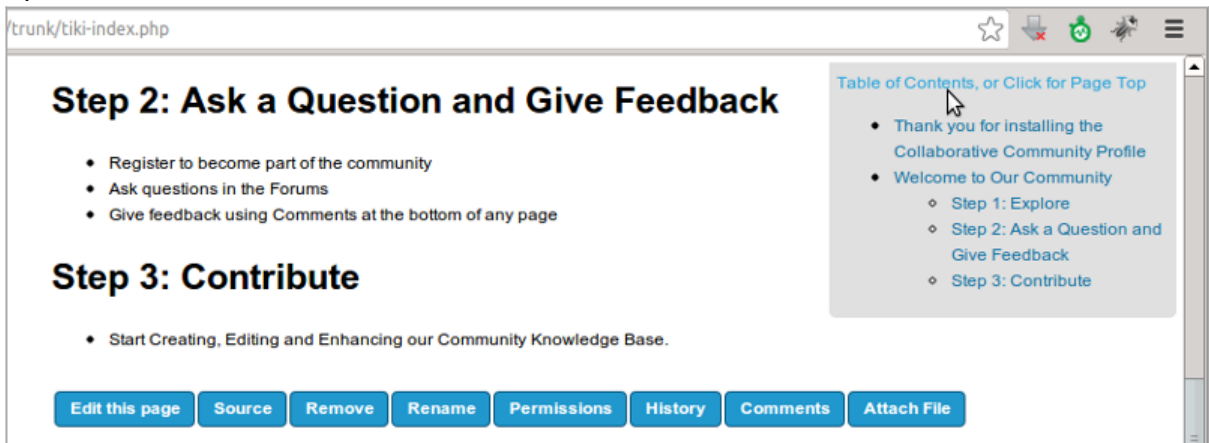 /trunk/tiki-index.php
Step 2: Ask a Question and Give Feedback
Register to become part of the community
Ask questions in the Forums
Give feedback using Comments at the bottom of any page
Step 3: Contribute
Start Creating, Editing and Enhancing our Community Knowledge Base.
Table of Contents, or Click for Page Top
Thank you for installing the
Collaborative Community Profile
Welcome to Our Community
Step 1: Explore
Step 2: Ask a Question and
Give Feedback
Step 3: Contribute
Edit this page Source Remove Rename Permissions History Comments Attach File